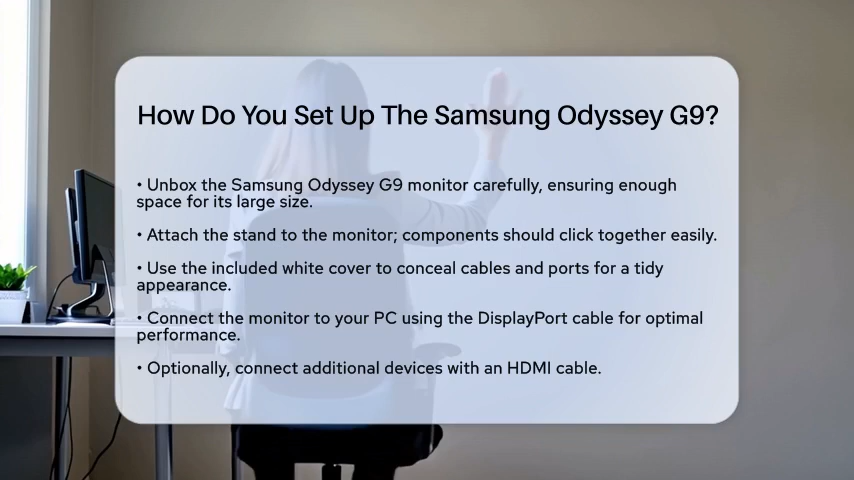 How Do You Set Up The Samsung Odyssey G9?
• Unbox the Samsung Odyssey G9 monitor carefully, ensuring enough
space for its large size.
• Attach the stand to the monitor; components should click together easily.
• Use the included white cover to conceal cables and ports for a tidy
appearance.
• Connect the monitor to your PC using the DisplayPort cable for optimal
performance.
• Optionally, connect additional devices with an HDMI cable.